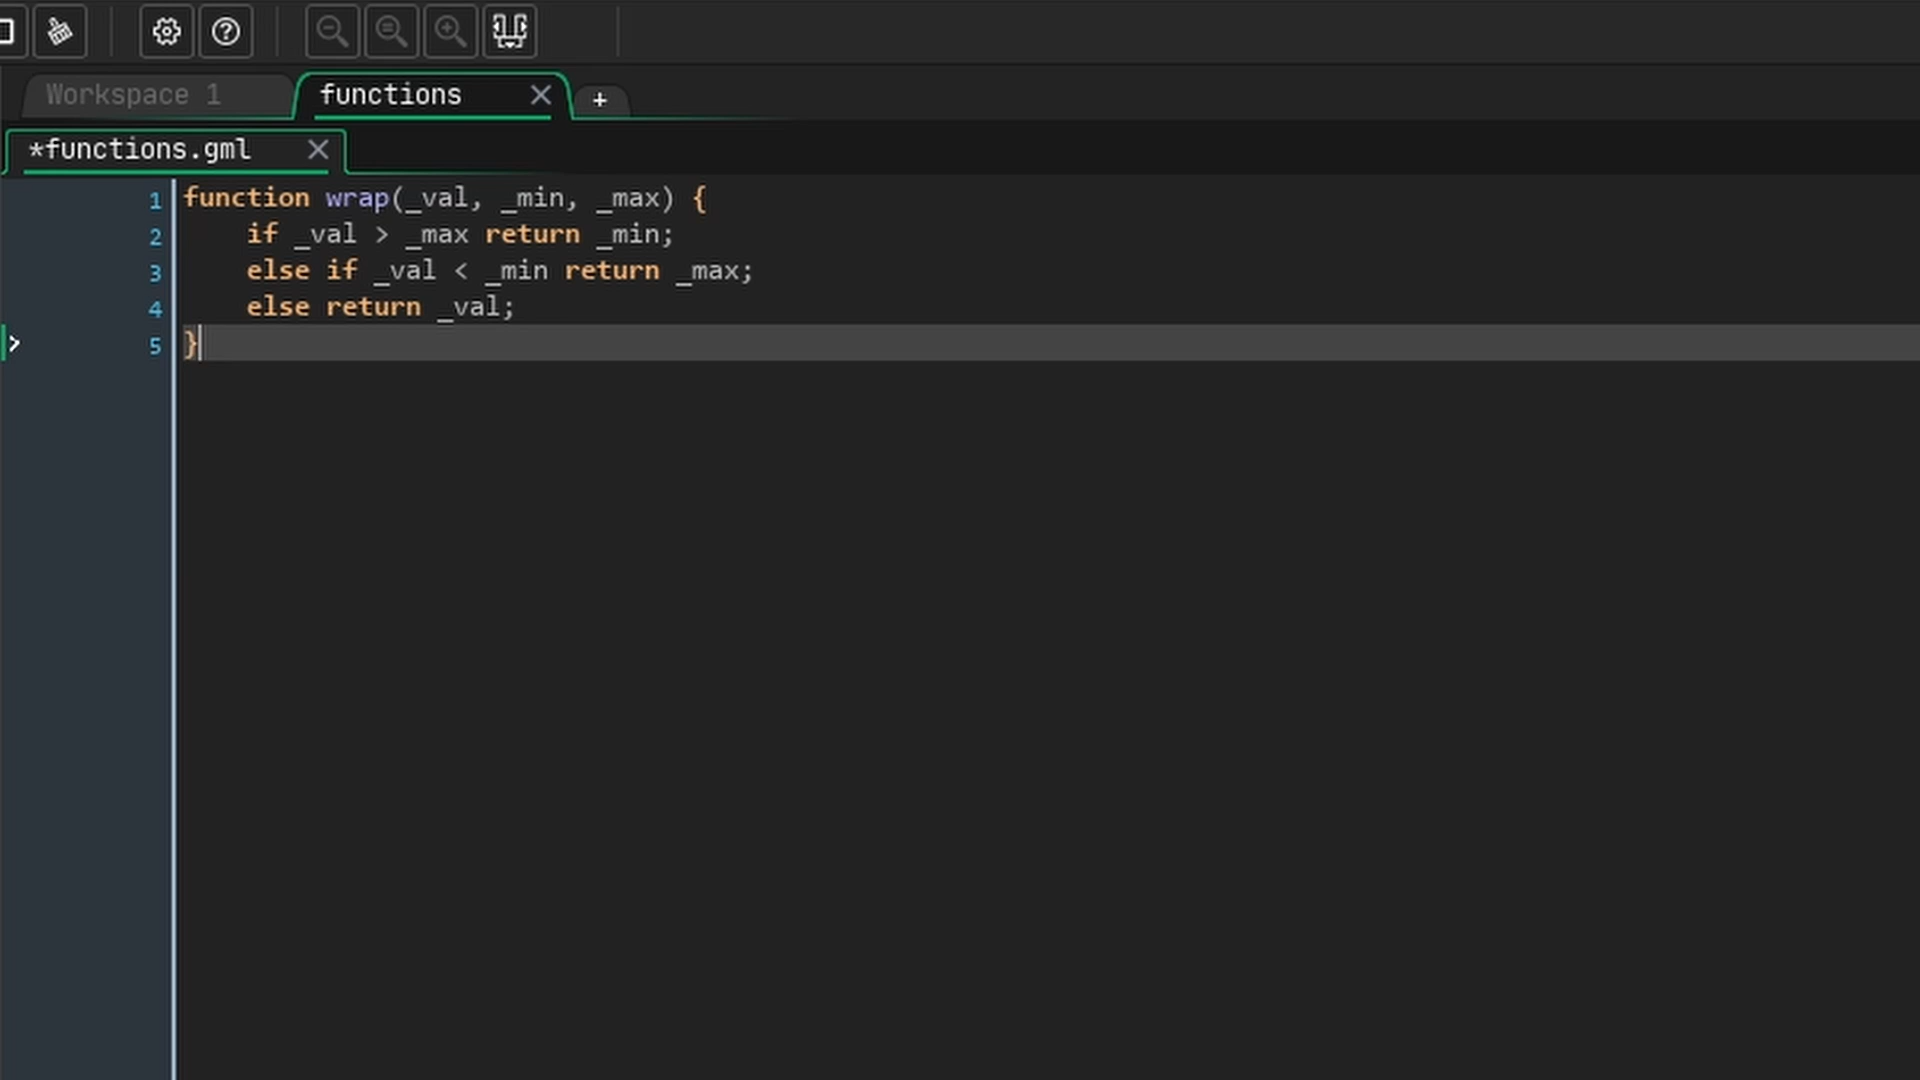 Workspace 1
functions
+
*functions.gml
1 function wrap(_val, _min, _max) {
2     if _val > _max return _min;
3     else if _val < _min return _max;
4     else return _val;
5 }